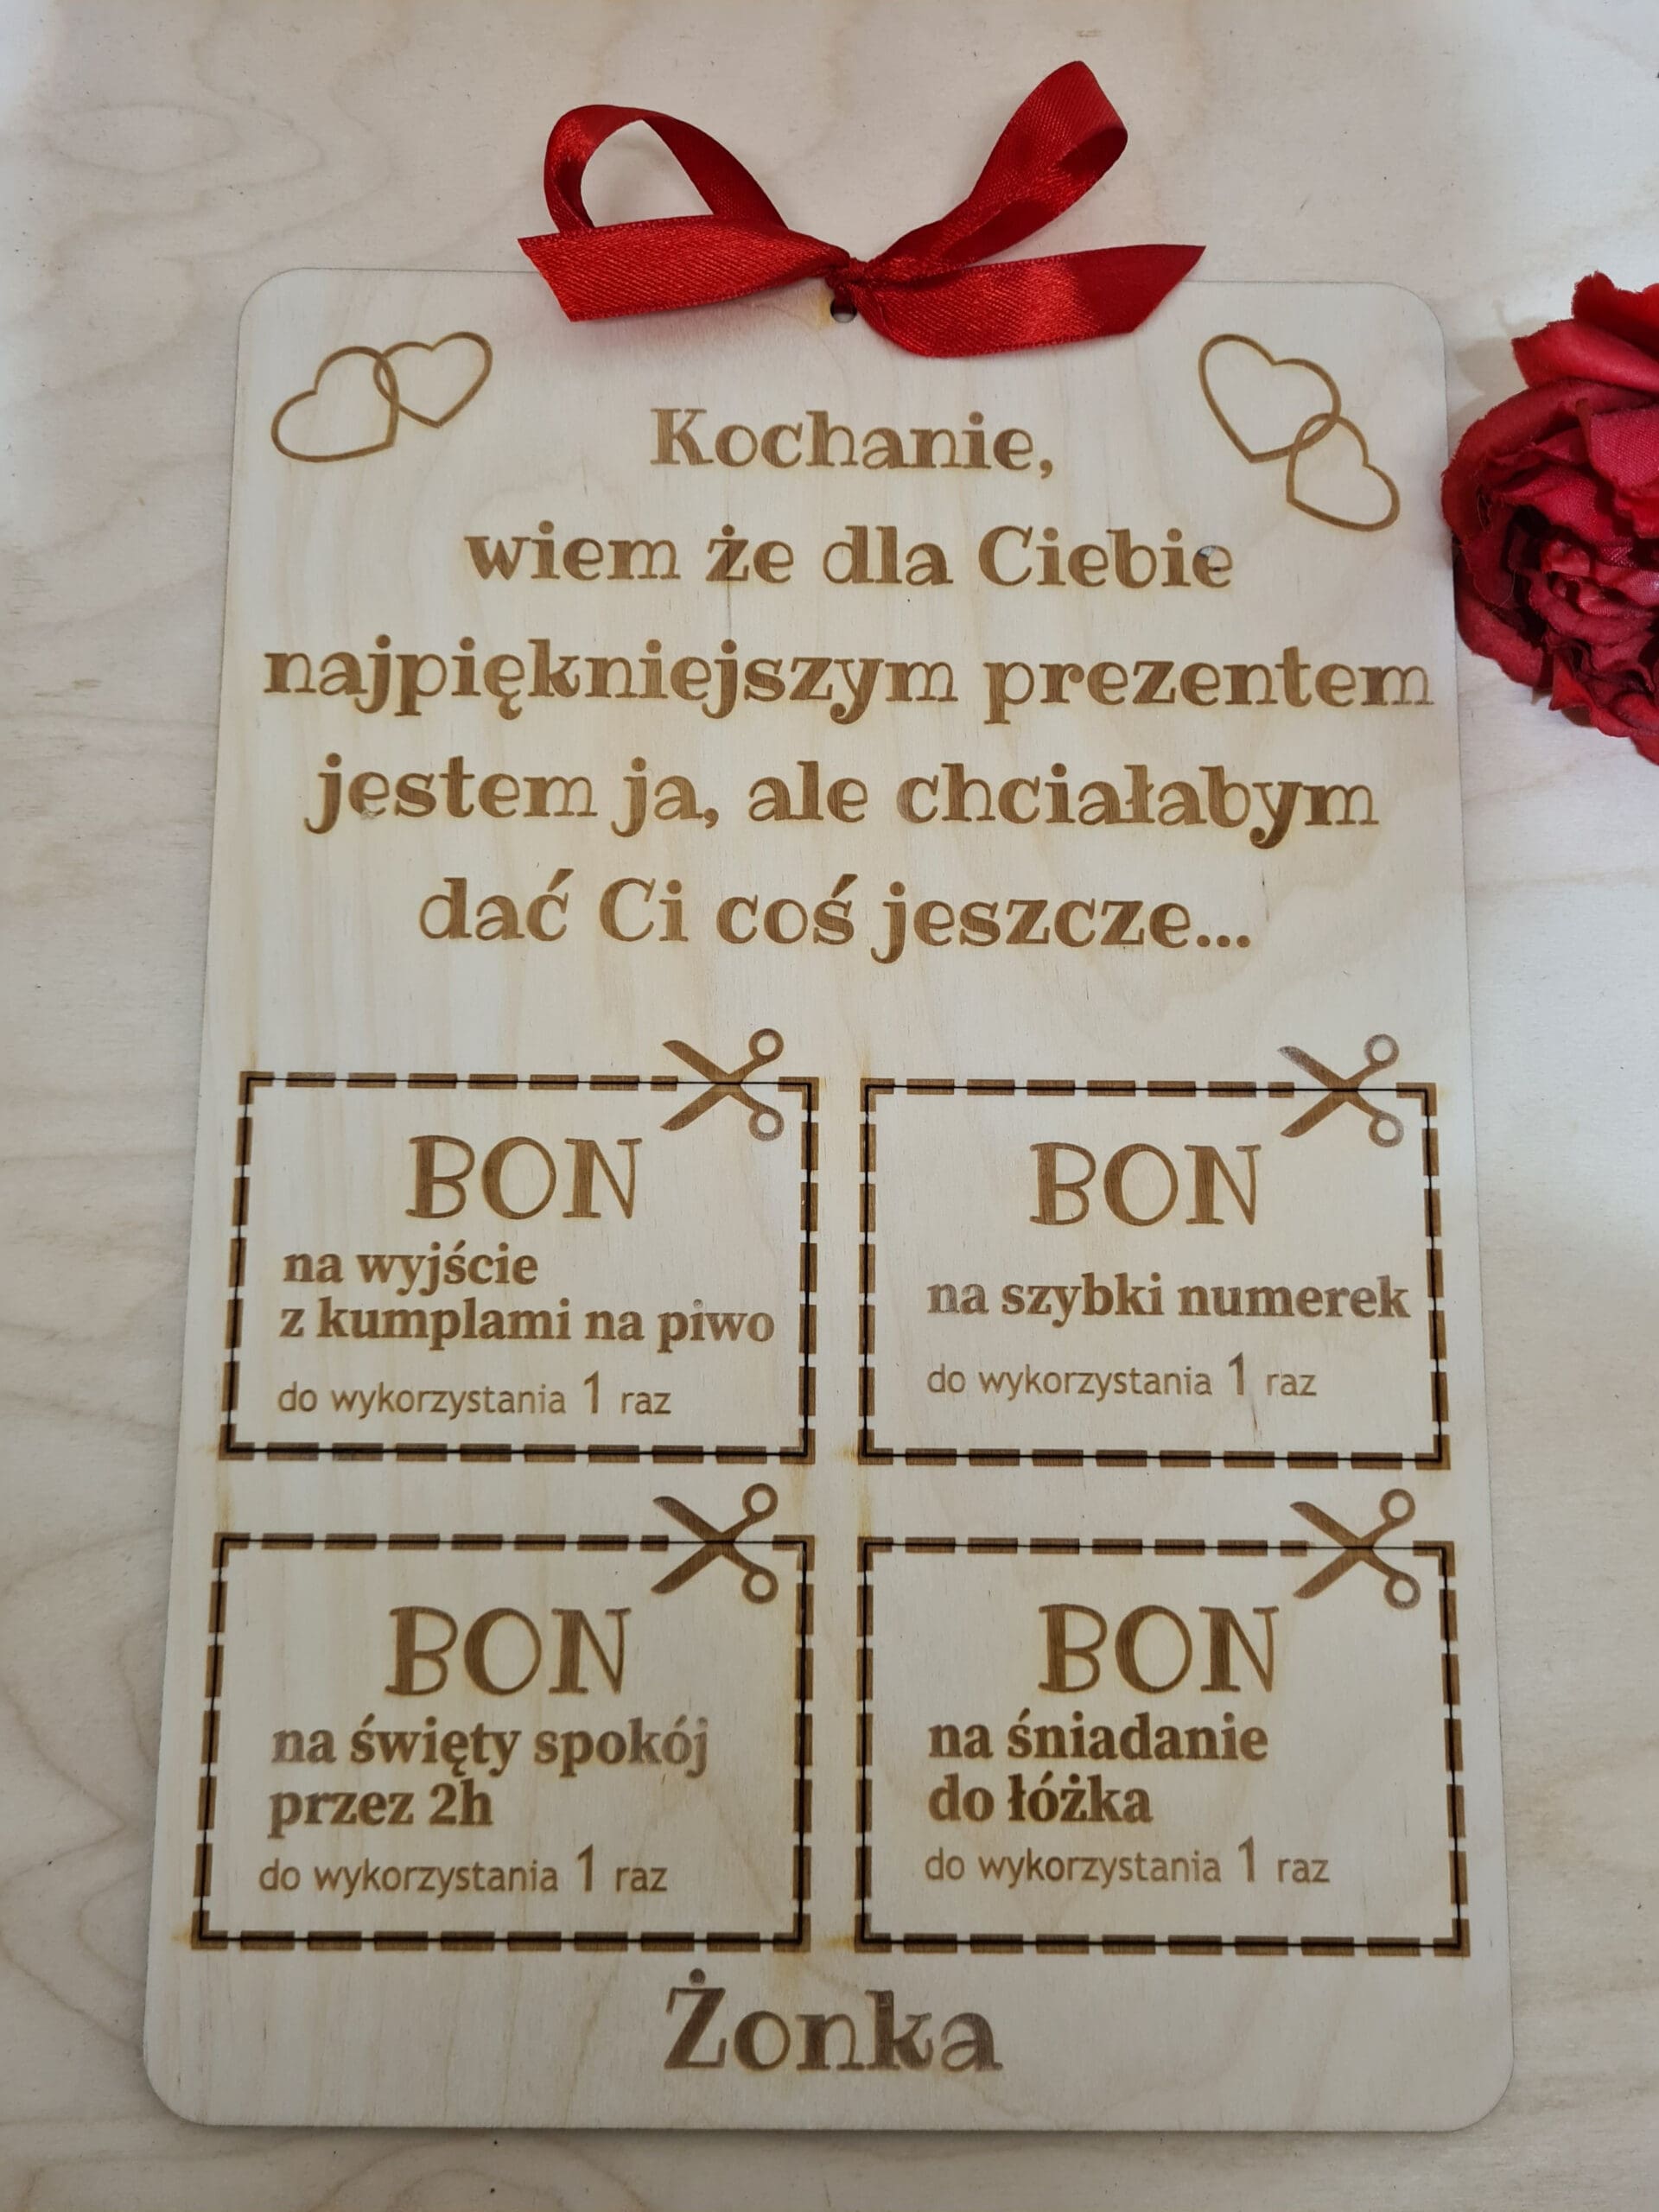 Kochanie,
wiem że dla Ciebie
najpiękniejszym prezentem
jestem ja, ale chciałabym
dać Ci coś jeszcze...
BON
na wyjście
z kumplami na piwo
do wykorzystania 1 raz
BON
na szybki numerek
do wykorzystania 1 raz
BON
na święty spokój
przez 2h
do wykorzystania 1 raz
BON
na śniadanie
do łóżka
do wykorzystania 1 raz
Żonka